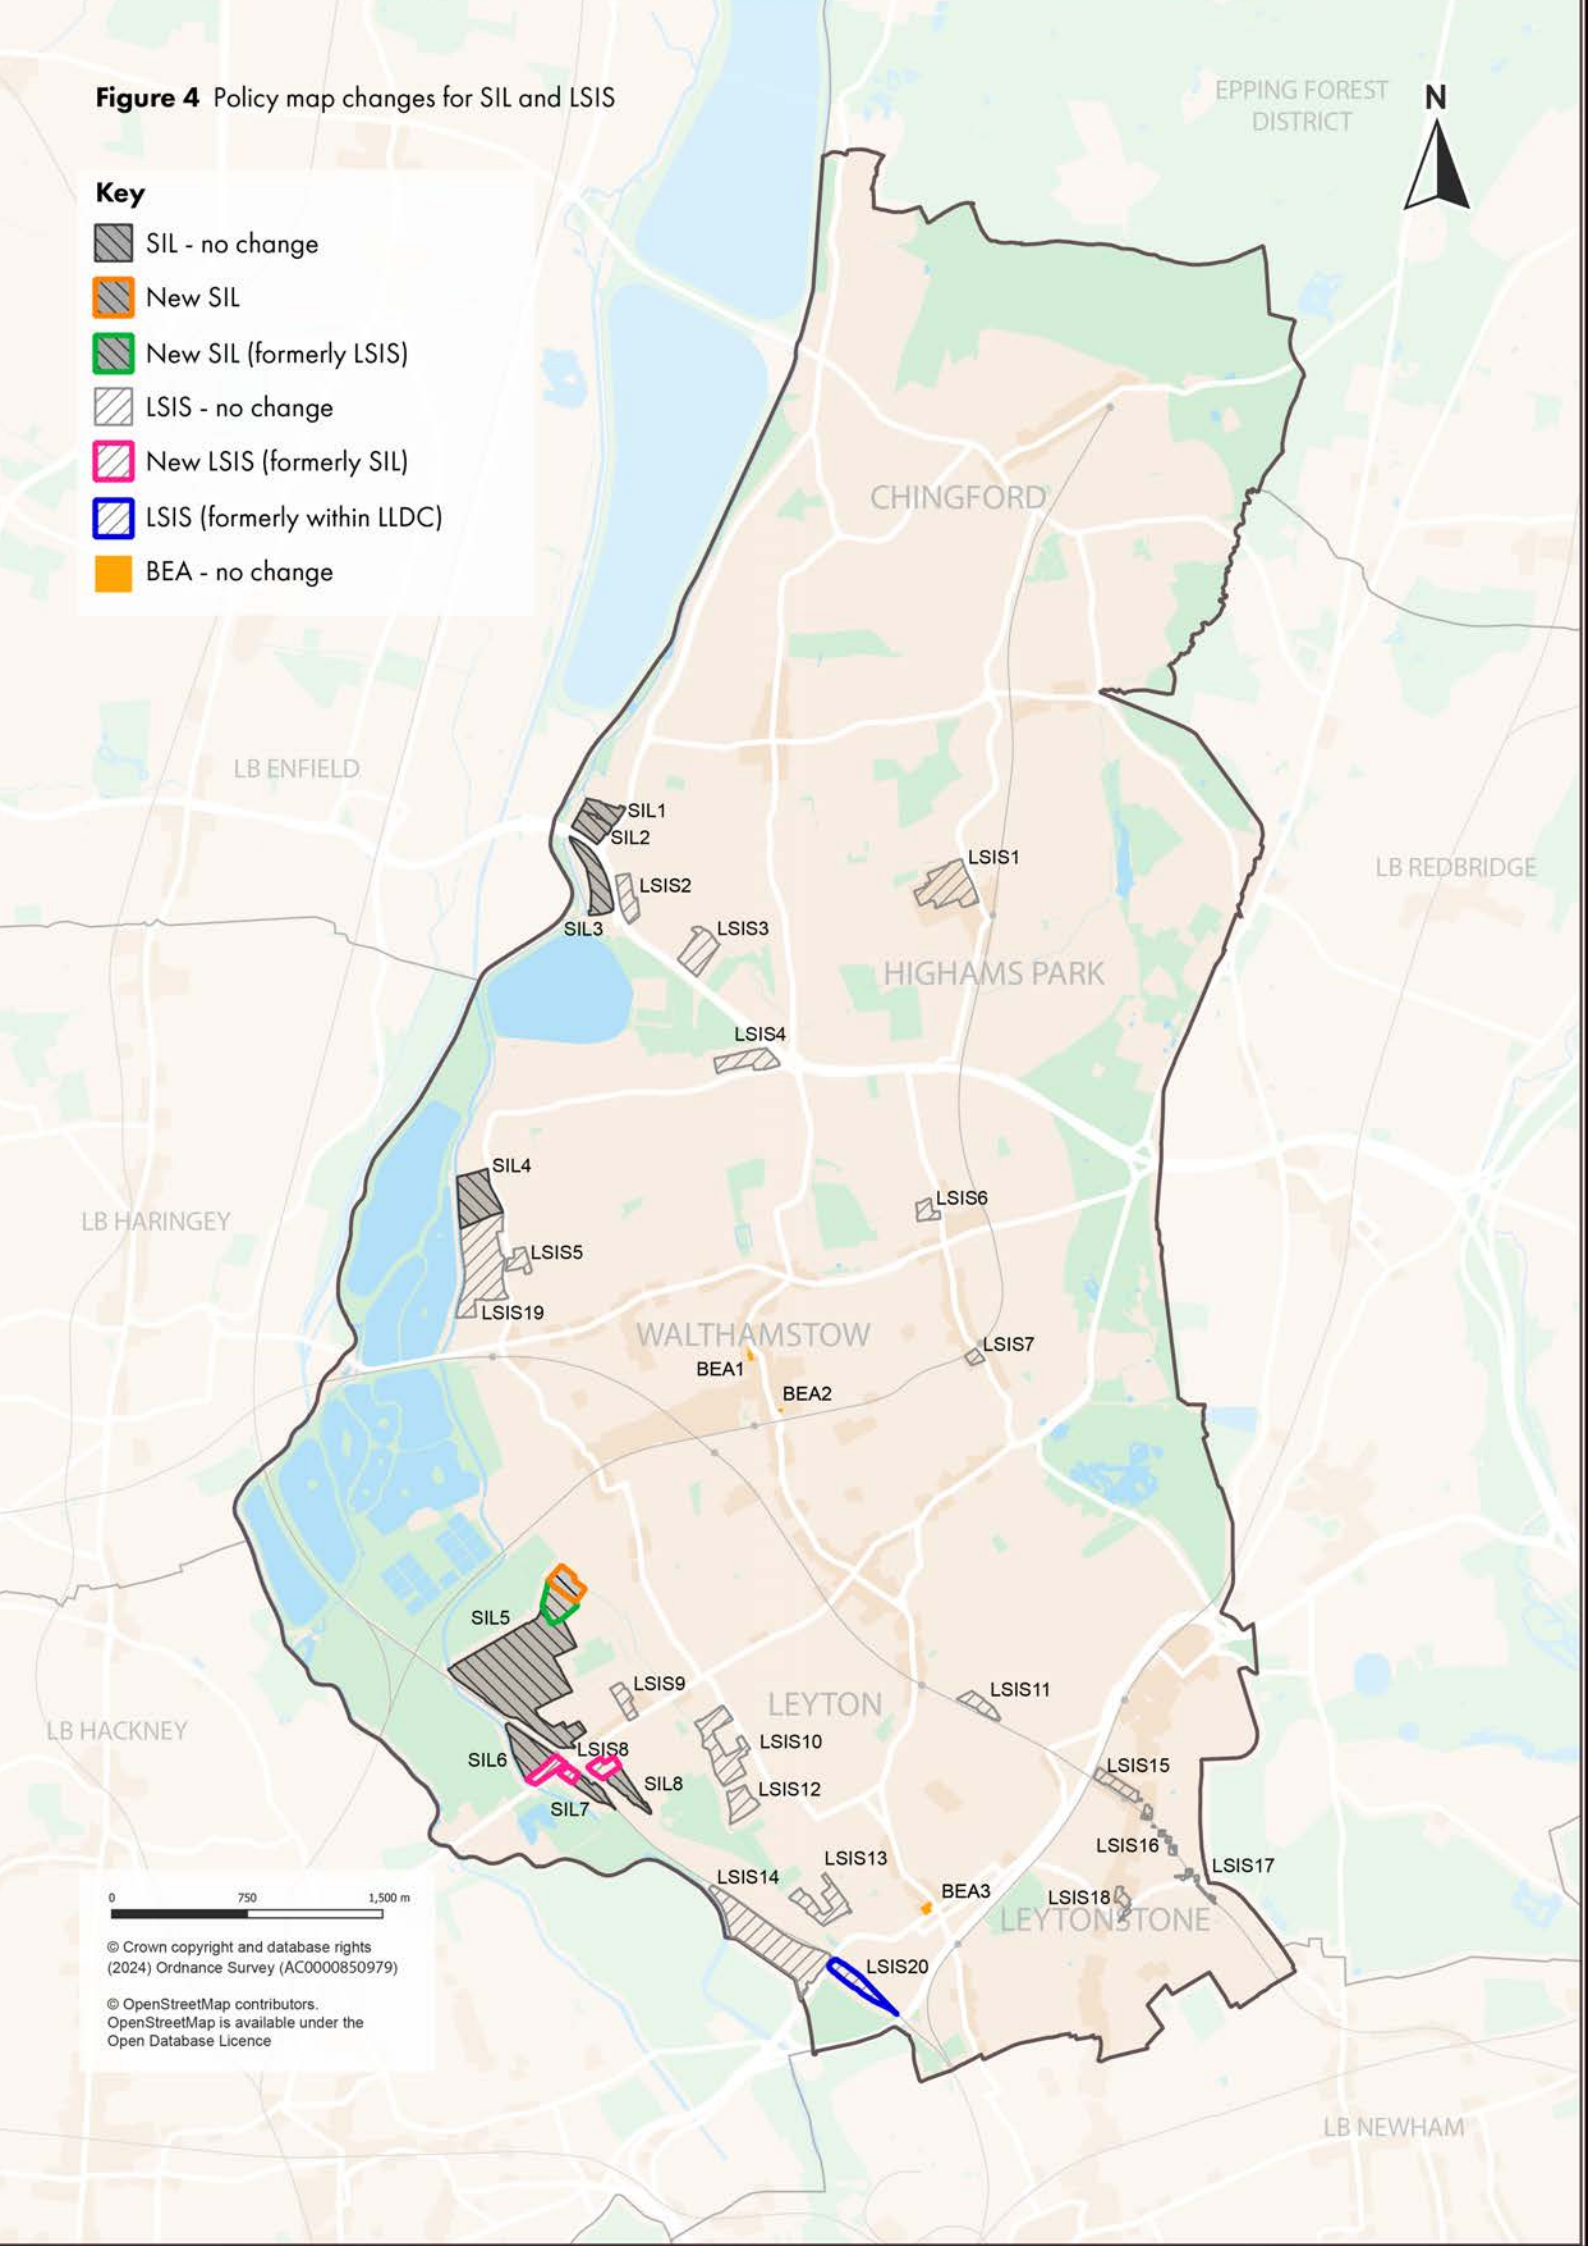 Figure 4 Policy map changes for SIL and LSIS
EPPING FOREST
DISTRICT
N
Key
SIL - no change
New SIL
New SIL (formerly LSIS)
LSIS - no change
New LSIS (formerly SIL)
LSIS (formerly within LLDC)
BEA - no change
CHINGFORD
LB ENFIELD
SIL1
SIL2
LSIS1
LB REDBRIDGE
LSIS2
SIL3
LSIS3
HIGHAMS PARK
LSIS4
SIL4
LSIS6
LB HARINGEY
LSIS5
LSIS19
WALTHAMSTOW
LSIS7
BEA1
BEA2
SIL5
LSIS9
LSIS11
LEYTON
LB HACKNEY
LSIS10
LSIS8
SIL6
LSIS15
SIL8
LSIS12
SIL7
LSIS16
LSIS13
LSIS17
LSIS14
BEA3
LSIS18
LEYTONSTONE
LSIS20
0 750 1,500 m
© Crown copyright and database rights
(2024) Ordnance Survey (AC0000850979)
© OpenStreetMap contributors.
OpenStreetMap is available under the
Open Database Licence
LB NEWHAM